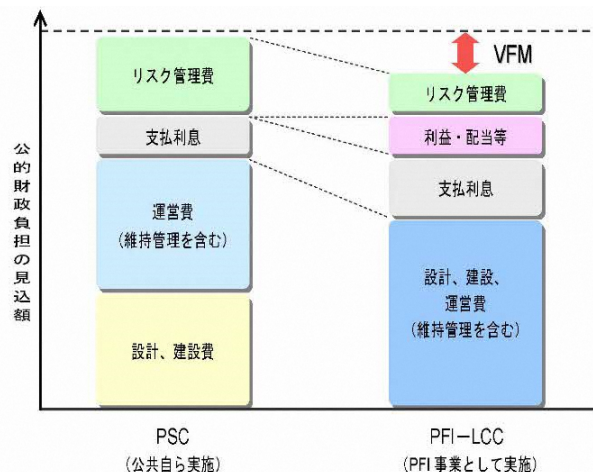 公的財政負担の見込額
VFM
リスク管理費
支払利息
運営費
(維持管理を含む)
設計、建設費
リスク管理費
利益・配当等
支払利息
設計、建設、
運営費
(維持管理を含む)
PSC
(公共自ら実施)
PFI－LCC
(PFI事業として実施)